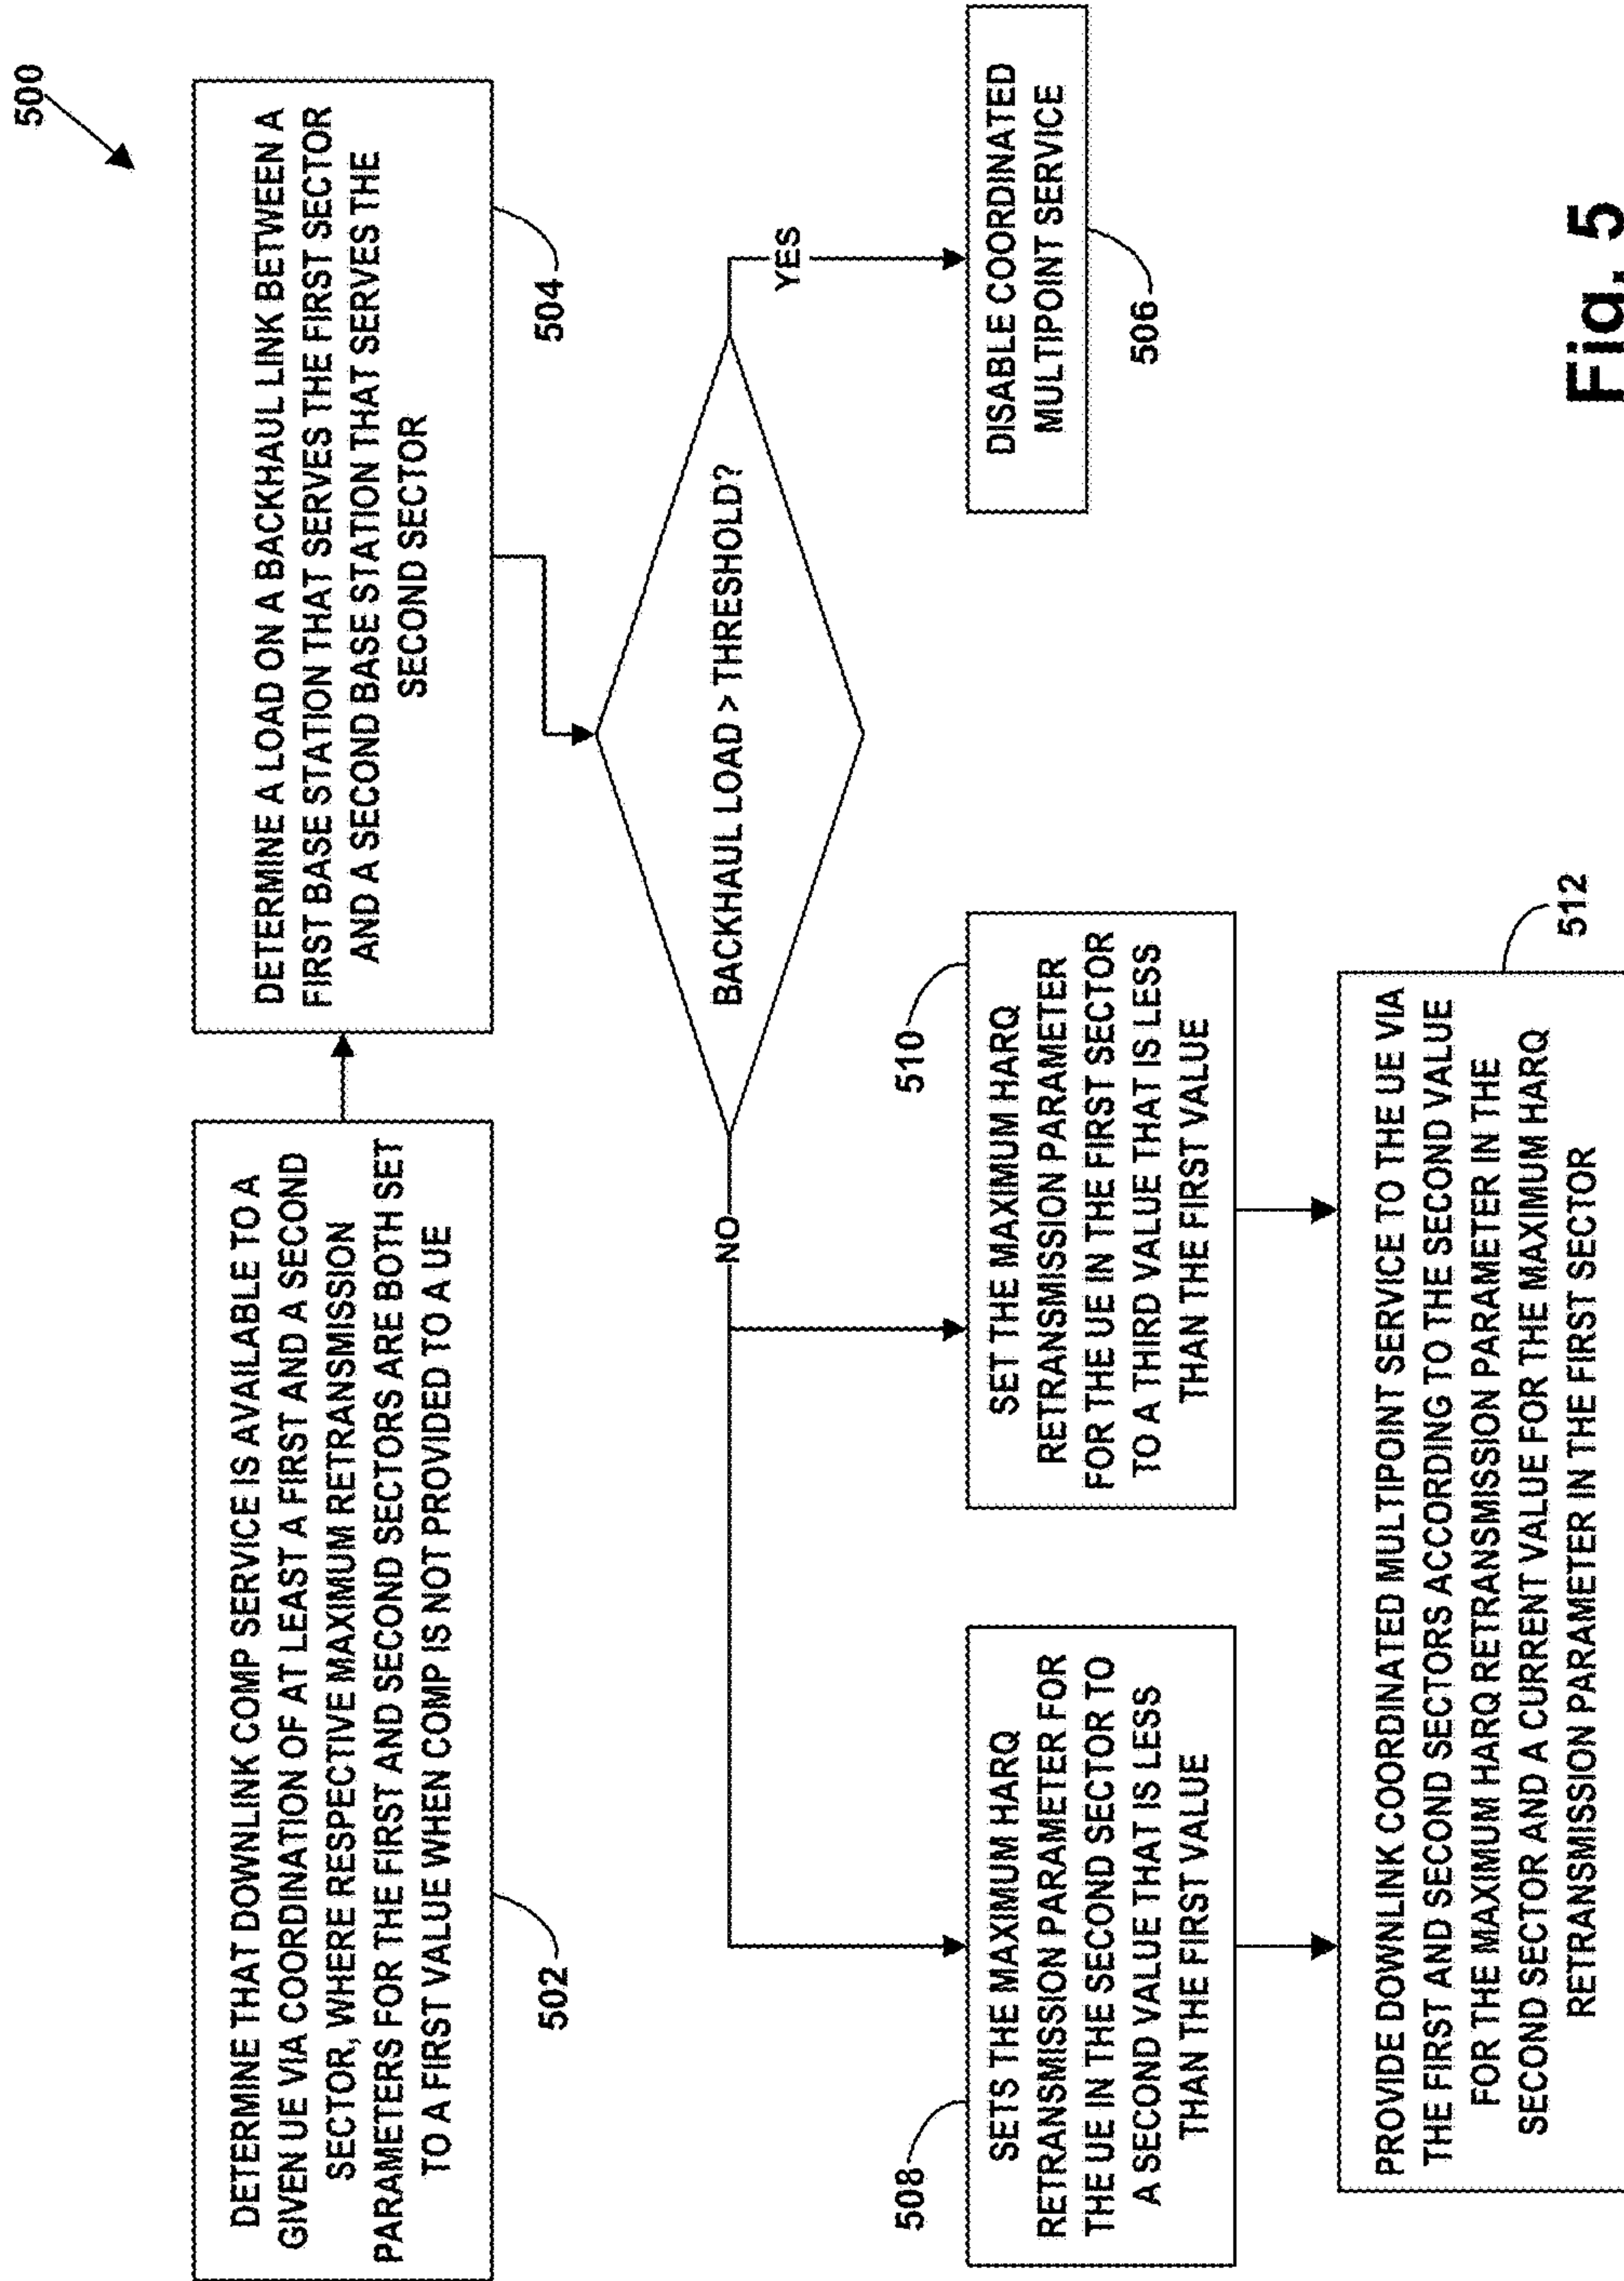 500
DETERMINE THAT DOWNLINK COMP SERVICE IS AVAILABLE TO A
GIVEN UE VIA COORDINATION OF AT LEAST A FIRST AND A SECOND
SECTOR, WHERE RESPECTIVE MAXIMUM RETRANSMISSION
PARAMETERS FOR THE FIRST AND SECOND SECTORS ARE BOTH SET
TO A FIRST VALUE WHEN COMP IS NOT PROVIDED TO A UE
502
DETERMINE A LOAD ON A BACKHAUL LINK BETWEEN A
FIRST BASE STATION THAT SERVES THE FIRST SECTOR
AND A SECOND BASE STATION THAT SERVES THE
SECOND SECTOR
504
BACKHAUL LOAD > THRESHOLD?
NO
YES
DISABLE COORDINATED
MULTIPOINT SERVICE
506
508
SETS THE MAXIMUM HARQ
RETRANSMISSION PARAMETER FOR
THE UE IN THE SECOND SECTOR TO
A SECOND VALUE THAT IS LESS
THAN THE FIRST VALUE
510
SET THE MAXIMUM HARQ
RETRANSMISSION PARAMETER
FOR THE UE IN THE FIRST SECTOR
TO A THIRD VALUE THAT IS LESS
THAN THE FIRST VALUE
PROVIDE DOWNLINK COORDINATED MULTIPOINT SERVICE TO THE UE VIA
THE FIRST AND SECOND SECTORS ACCORDING TO THE SECOND VALUE
FOR THE MAXIMUM HARQ RETRANSMISSION PARAMETER IN THE
SECOND SECTOR AND A CURRENT VALUE FOR THE MAXIMUM HARQ
RETRANSMISSION PARAMETER IN THE FIRST SECTOR
512
Fig. 5